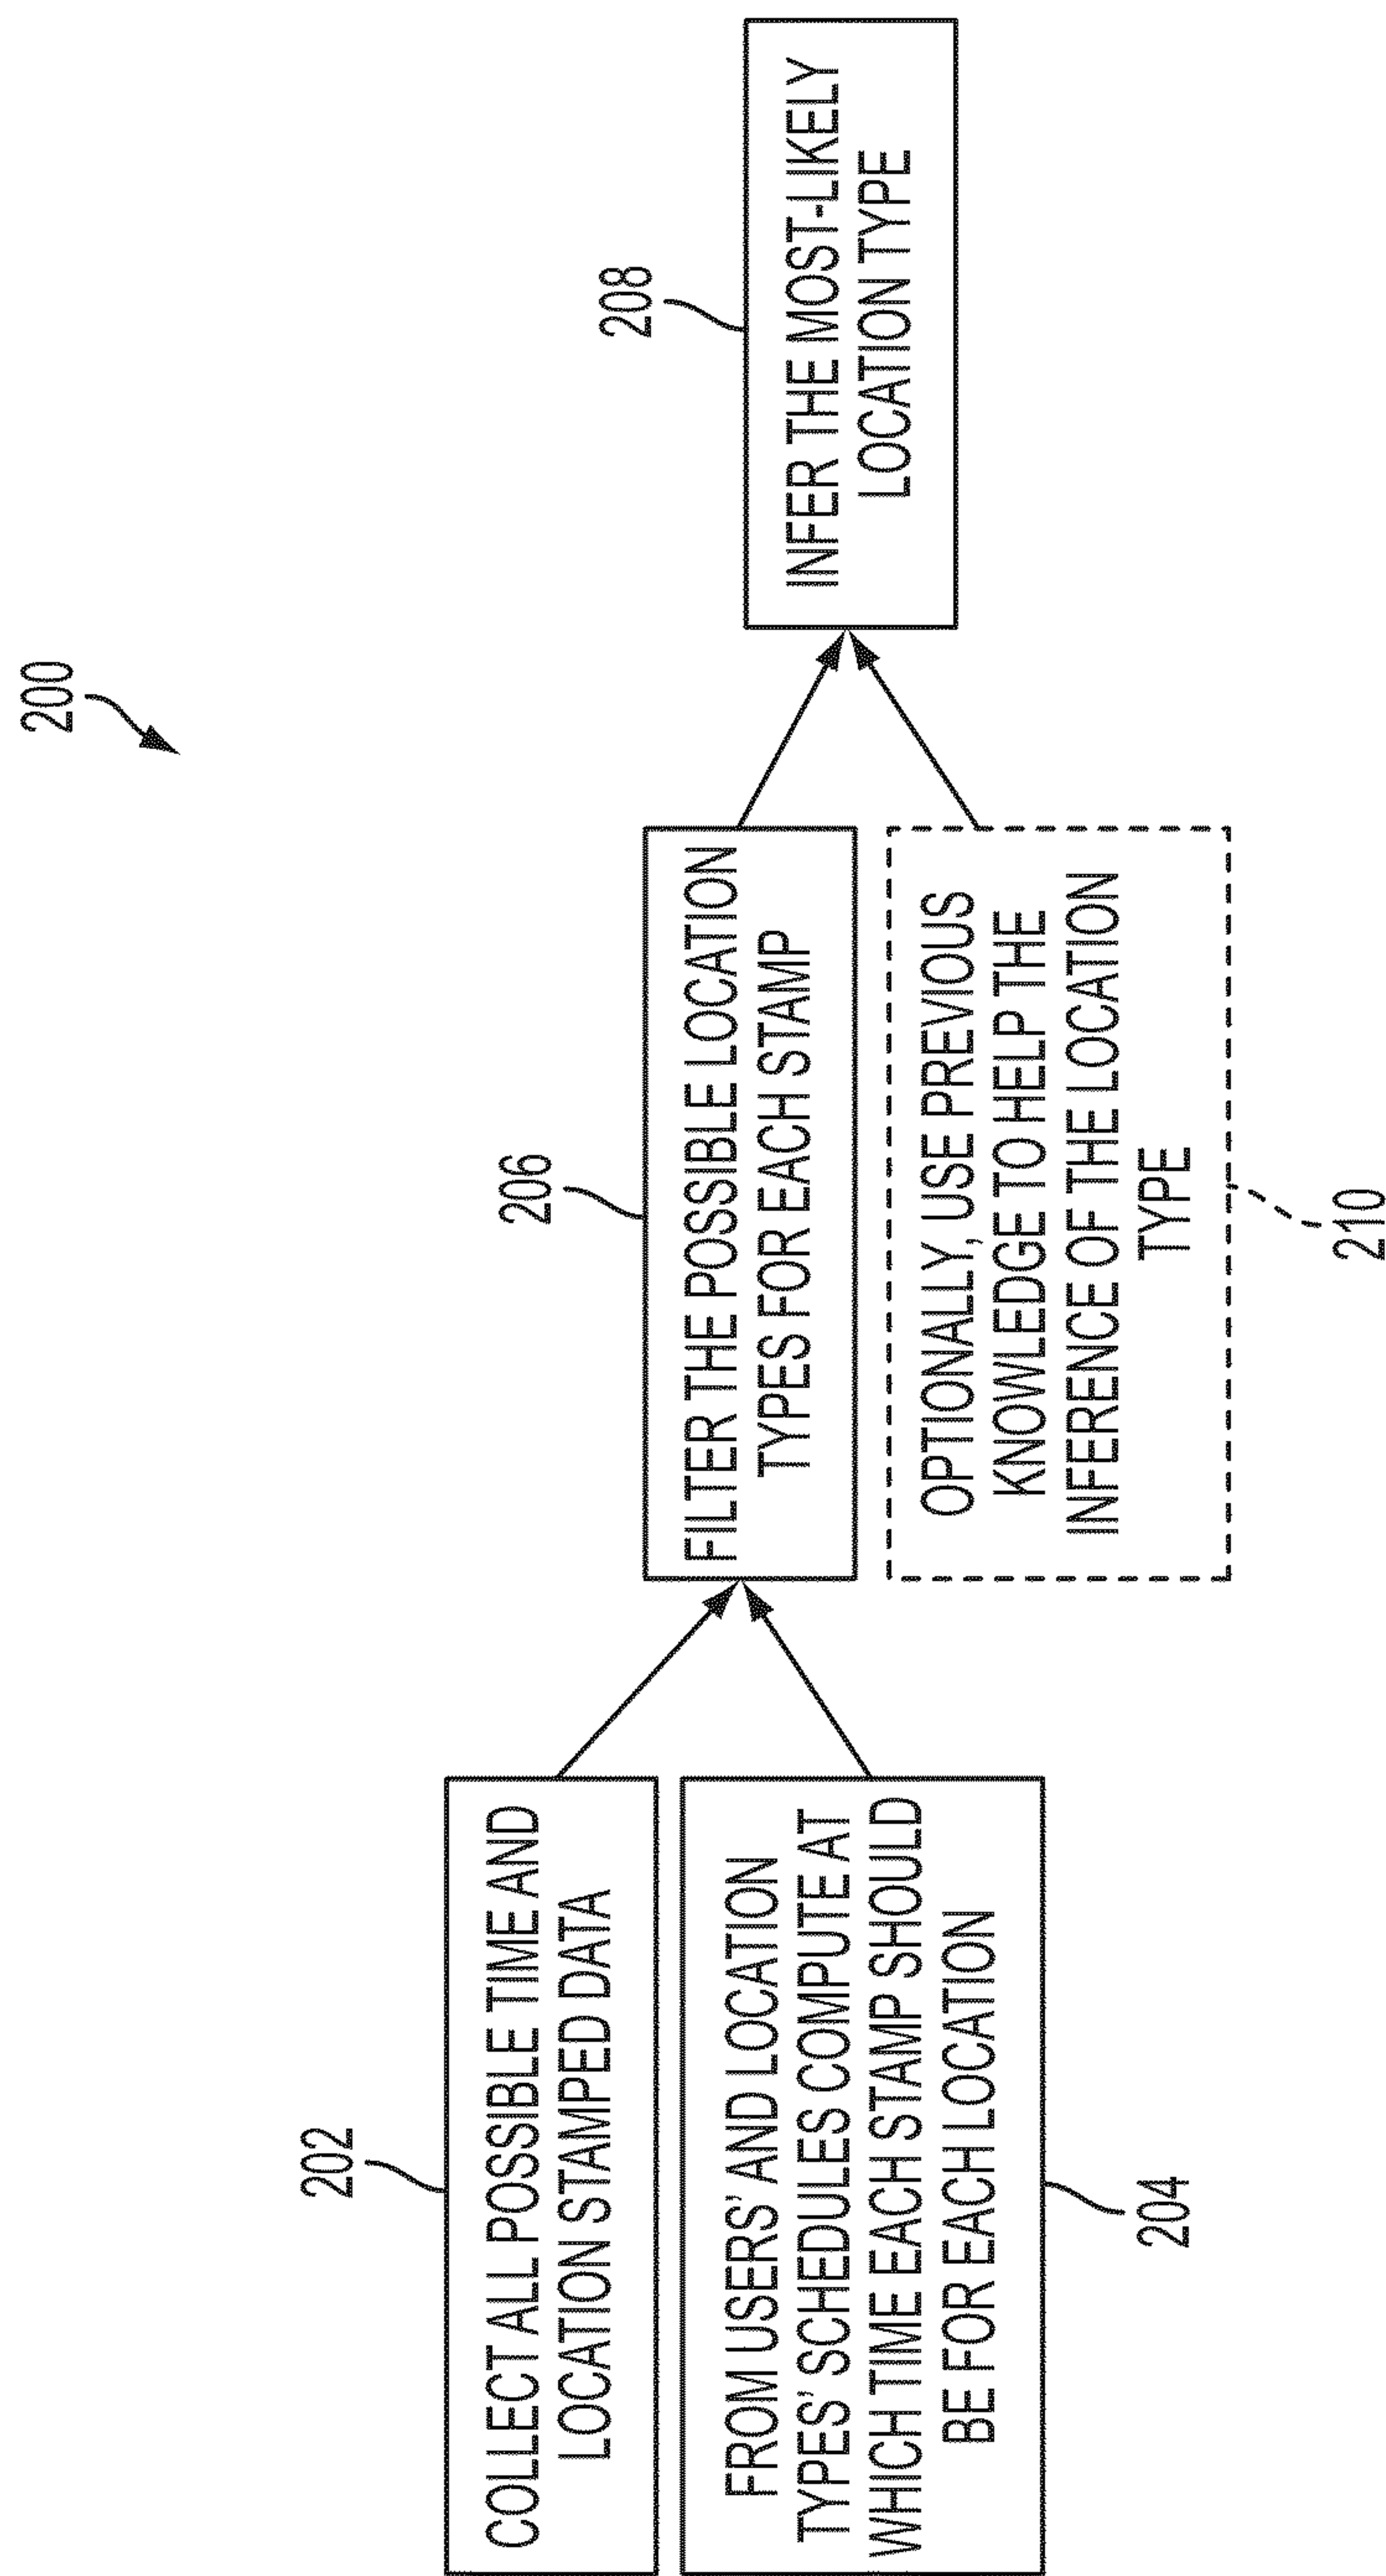 200
202
COLLECT ALL POSSIBLE TIME AND
LOCATION STAMPED DATA
FROM USERS' AND LOCATION
TYPES' SCHEDULES COMPUTE AT
WHICH TIME EACH STAMP SHOULD
BE FOR EACH LOCATION
204
206
FILTER THE POSSIBLE LOCATION
TYPES FOR EACH STAMP
OPTIONALLY, USE PREVIOUS
KNOWLEDGE TO HELP THE
INFERENCE OF THE LOCATION
TYPE
210
208
INFER THE MOST-LIKELY
LOCATION TYPE